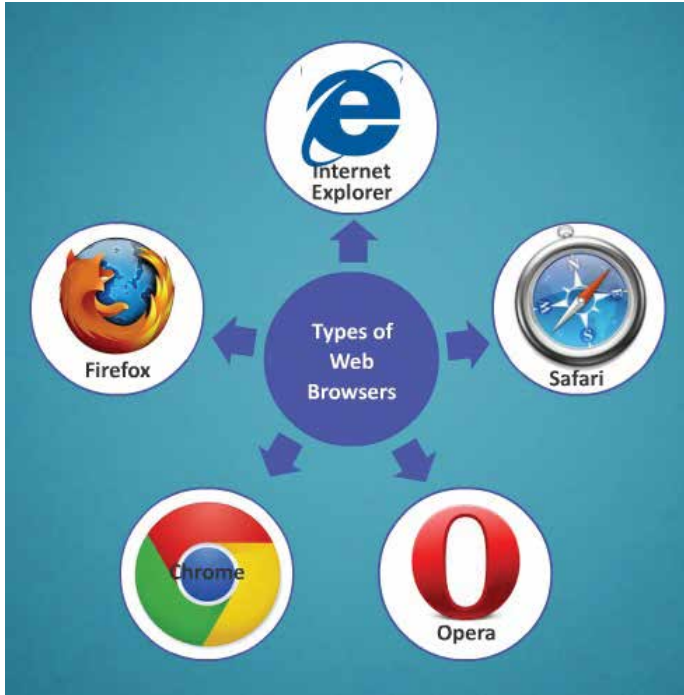 Internet
Explorer
Firefox
Types of
Web
Browsers
N
E
S
W
Safari
Chrome
Opera